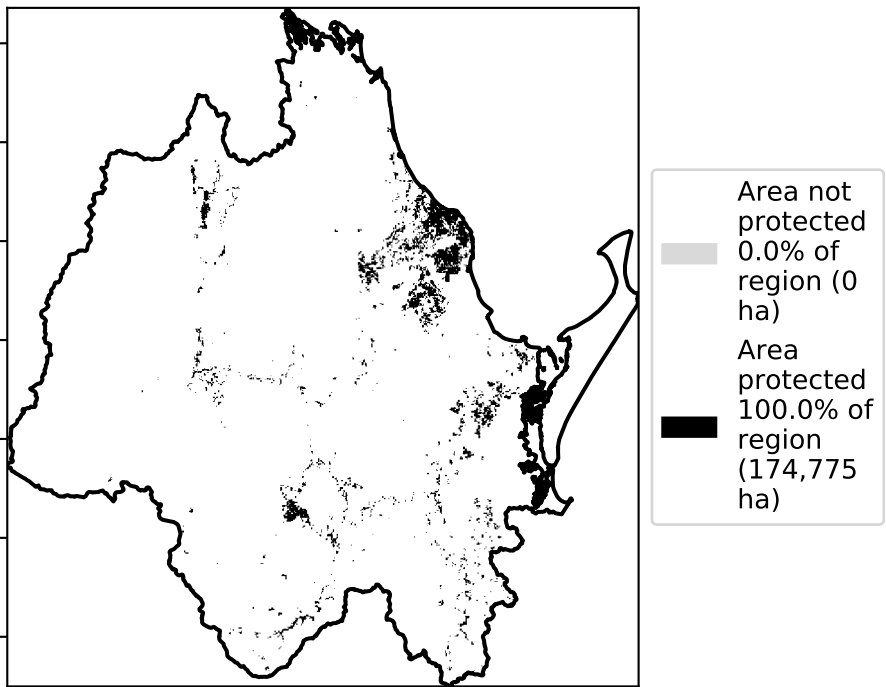 Area not
protected
0.0% of
region (0
ha)
Area
protected
100.0% of
region
(174,775
ha)